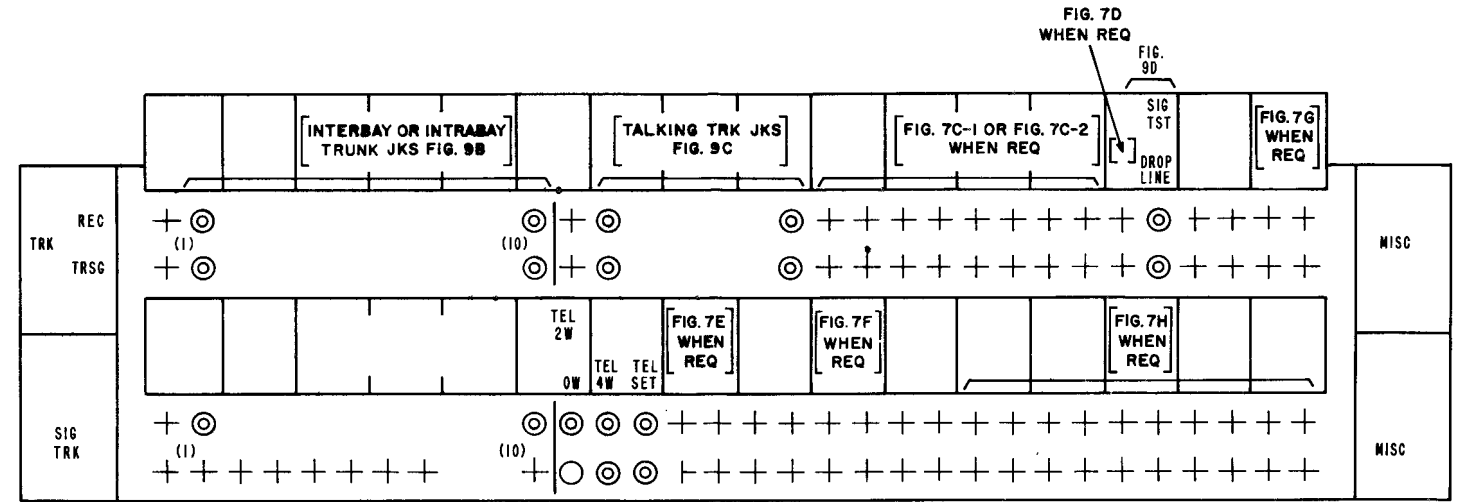 FIG. 7D
WHEN REQ
FIG.
9D
INTERBAY OR INTRABAY
TRUNK JKS FIG. 9B
TALKING TRK JKS
FIG. 9C
FIG. 7C-1 OR FIG. 7C-2
WHEN REQ
SIG
TST
DROP
LINE
FIG. 7G
WHEN
REQ
TRK
REC
TRSG
(1)
(10)
MISC
TEL
2W
OW
TEL
4W
TEL
SET
FIG. 7E
WHEN
REQ
FIG. 7F
WHEN
REQ
FIG. 7H
WHEN
REQ
SIG
TRK
(1)
(10)
MISC